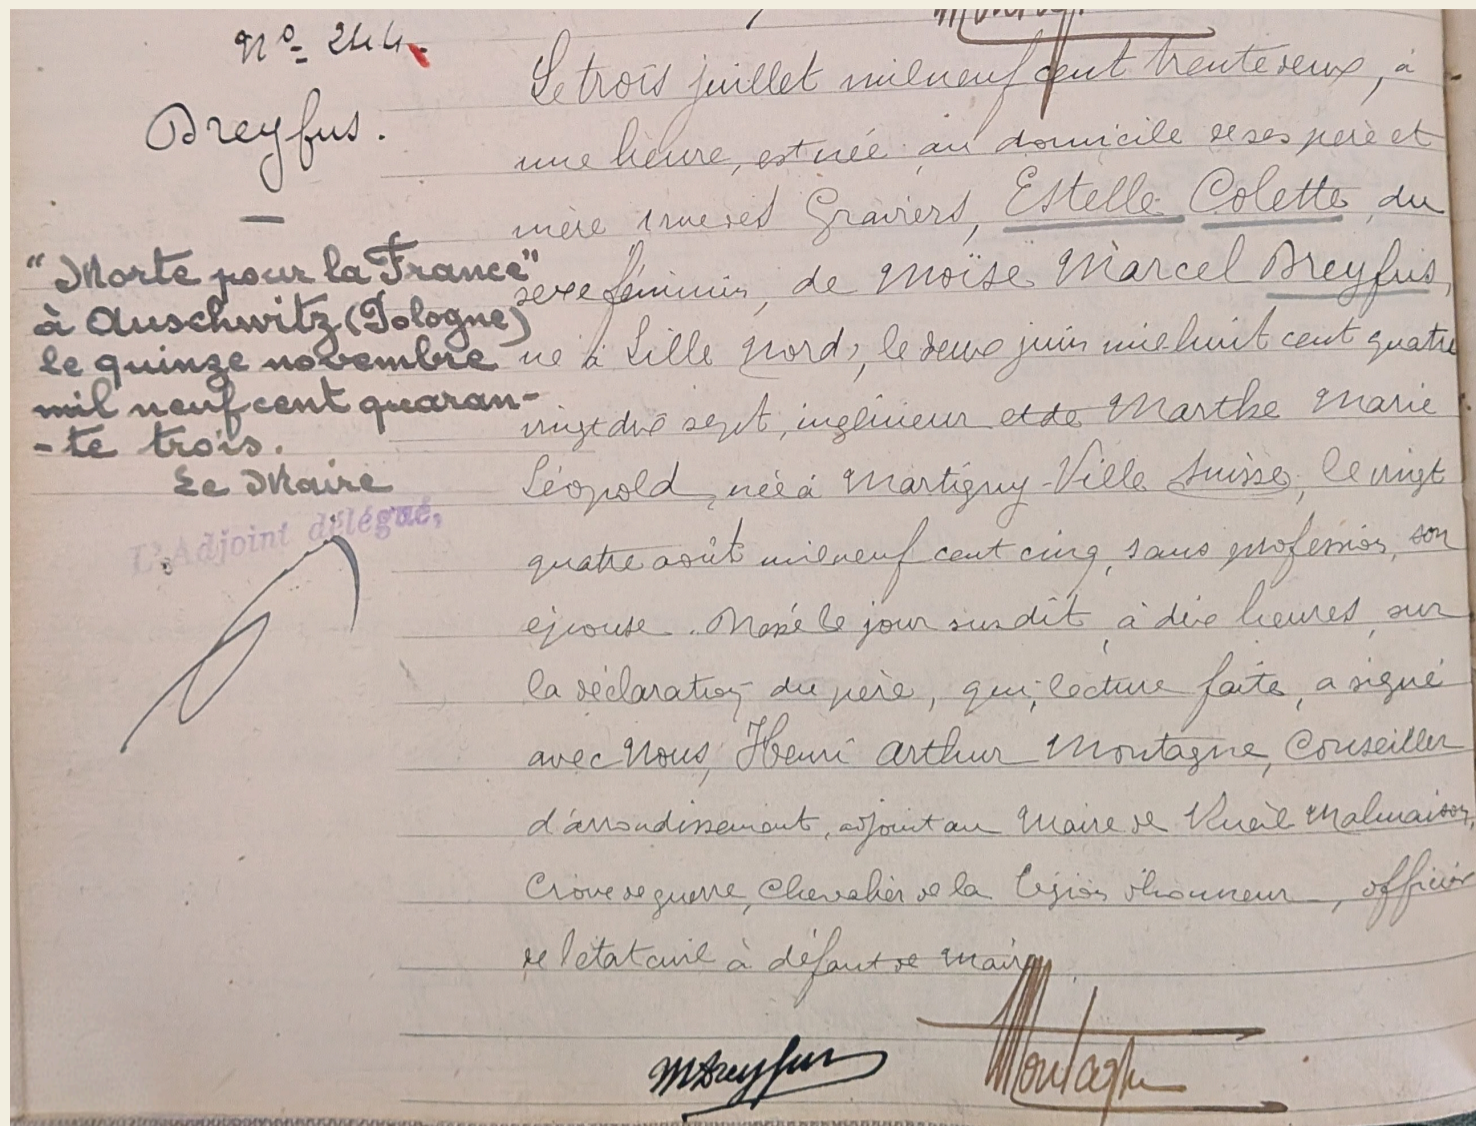 N° 244.
Dreyfus.
"Morte pour la France"
à Auschwitz (Pologne)
le quinze novembre
mil neuf cent quaran-
-te trois.
Le Maire
L'Adjoint délégué,
Le trois juillet mil neuf cent trente deux, à
une heure, est née au domicile de ses père et
mère rue des Graviers, Estelle Colette, du
sexe féminin, de Moïse Marcel Dreyfus,
né à Lille Nord, le deux juin mil huit cent quatre
vingt dix sept, ingénieur et de Marthe Marie
Léopold, née à Martigny-Ville Suisse, le vingt
quatre août mil neuf cent cinq, sans profession, son
épouse. Dressé le jour susdit, à dix heures, sur
la déclaration du père, qui, lecture faite, a signé
avec Nous, Henri Arthur Montagne, Conseiller
d'arrondissement, adjoint au Maire de Rueil Malmaison,
Croix de guerre, Chevalier de la Légion d'honneur, officier
de l'état civil à défaut de Maire.
MDreyfus
Montagne